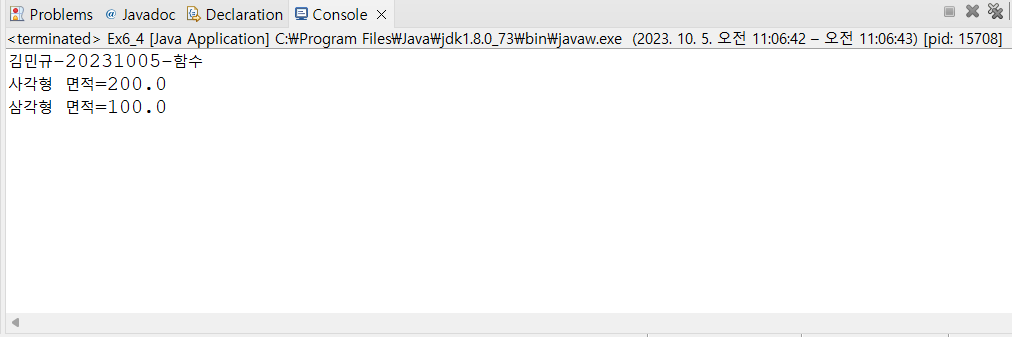 Problems @ Javadoc Declaration Console
<terminated> Ex6_4 [Java Application] C:₩Program Files₩Java₩jdk1.8.0_73₩bin₩javaw.exe (2023. 10. 5. 오전 11:06:42 – 오전 11:06:43) [pid: 15708]
김민규-20231005-함수
사각형 면적=200.0
삼각형 면적=100.0